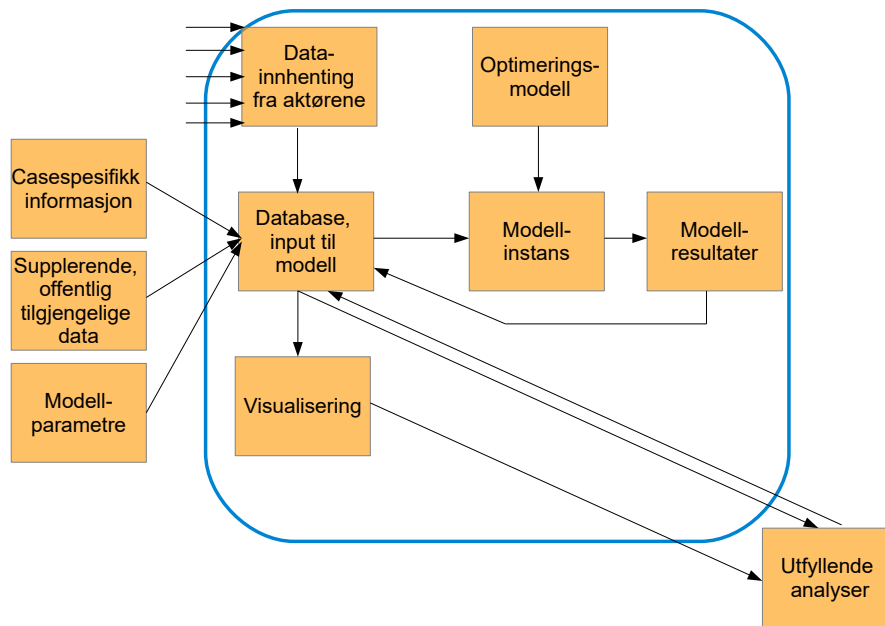 Data-
innhenting
fra aktørene
Optimerings-
modell
Casespesifikk
informasjon
Database,
input til
modell
Modell-
instans
Modell-
resultater
Supplerende,
offentlig
tilgjengelige
data
Modell-
parametre
Visualisering
Utfyllende
analyser